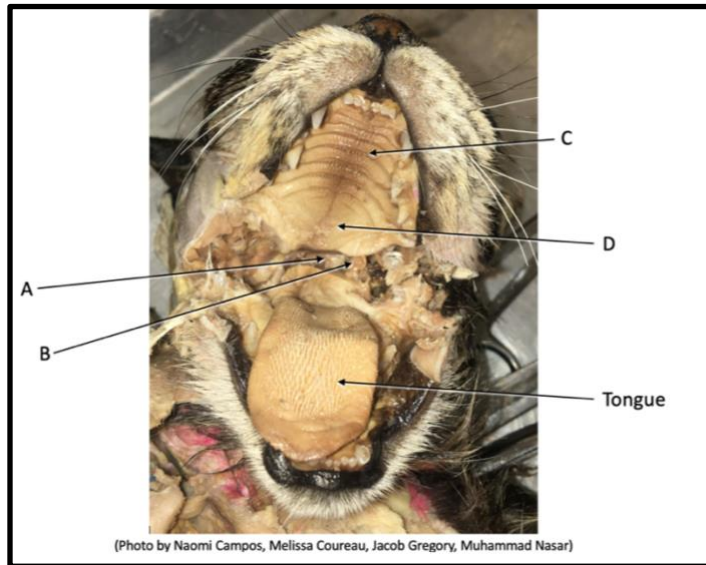 C
D
A
B
Tongue
(Photo by Naomi Campos, Melissa Coureau, Jacob Gregory, Muhammad Nasar)